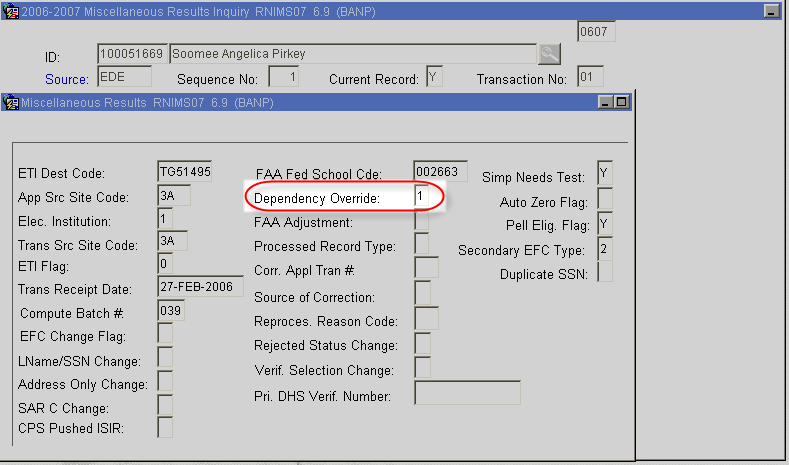 2006-2007 Miscellaneous Results Inquiry RNIMS07 6.9 (BANP)
0607
ID: 100051669 Soomee Angelica Pirkey
Source: EDE Sequence No: 1 Current Record: Y Transaction No: 01
Miscellaneous Results RNIMS07 6.9 (BANP)
ETI Dest Code: TG51495 FAA Fed School Cde: 002663 Simp Needs Test: Y
App Src Site Code: 3A Dependency Override: 1 Auto Zero Flag:
Elec. Institution: 1 FAA Adjustment: Pell Elig. Flag: Y
Trans Src Site Code: 3A Processed Record Type: Secondary EFC Type: 2
ETI Flag: 0 Corr. Appl Tran #: Duplicate SSN:
Trans Receipt Date: 27-FEB-2006 Source of Correction:
Compute Batch #: 039 Reproces. Reason Code:
EFC Change Flag: Rejected Status Change:
LName/SSN Change: Verif. Selection Change:
Address Only Change: Pri. DHS Verif. Number:
SAR C Change:
CPS Pushed ISIR: